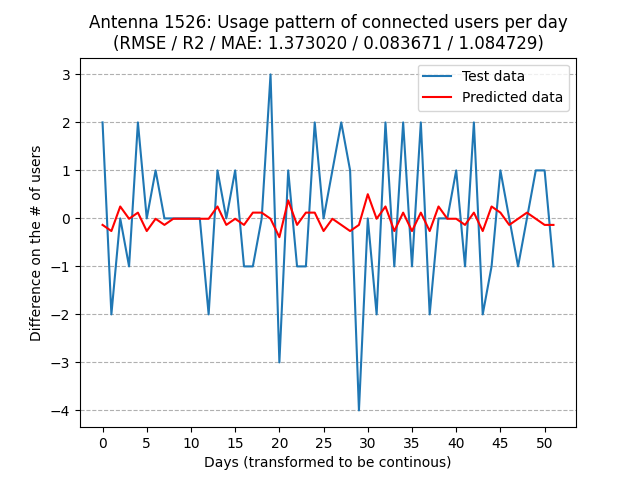 Antenna 1526: Usage pattern of connected users per day
(RMSE / R2 / MAE: 1.373020 / 0.083671 / 1.084729)
Test data
Predicted data
Difference on the # of users
3
2
1
0
−1
−2
−3
−4
0 5 10 15 20 25 30 35 40 45 50
Days (transformed to be continous)